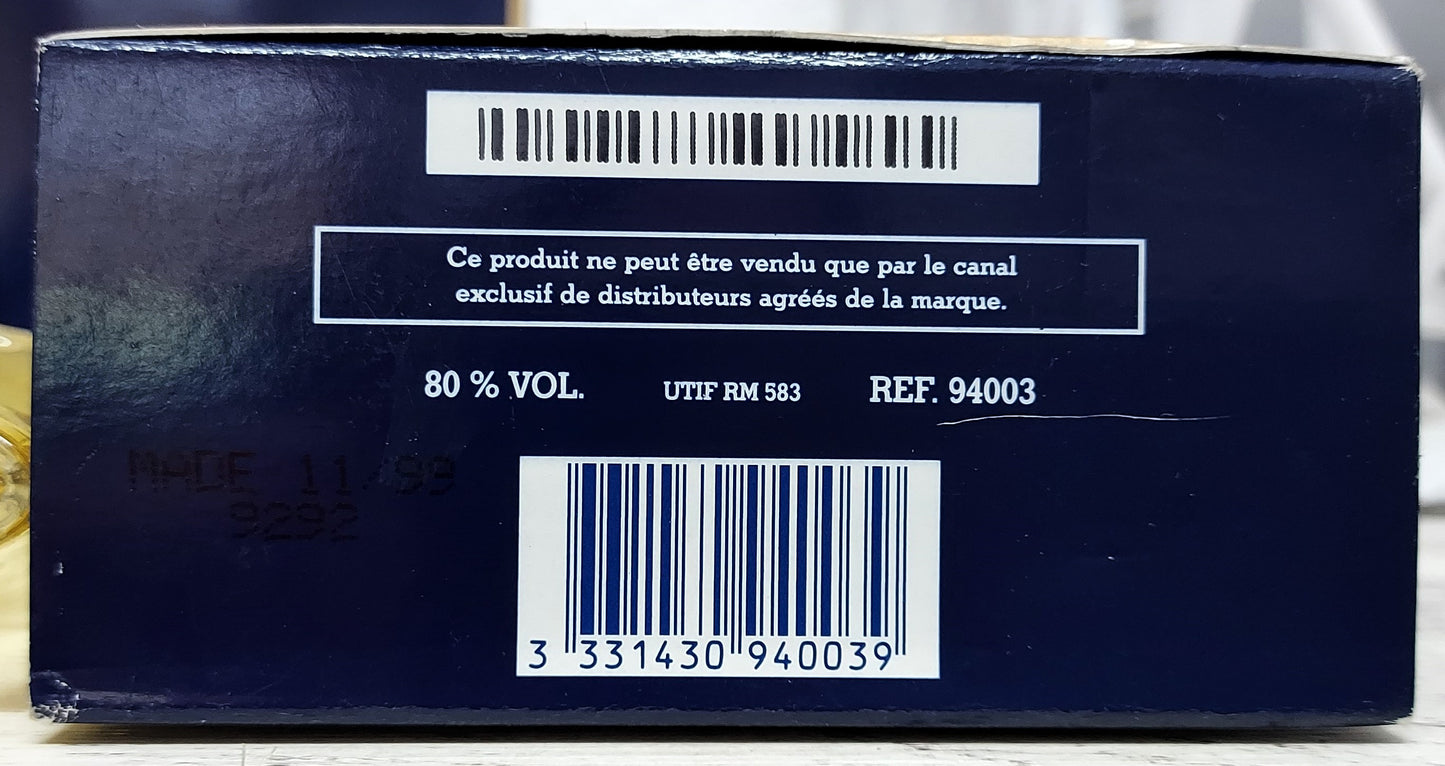 Ce produit ne peut être vendu que par le canal
exclusif de distributeurs agréés de la marque.
80 % VOL. UTIF RM 583 REF. 94003
MADE 11/99
9292
3 331430 940039